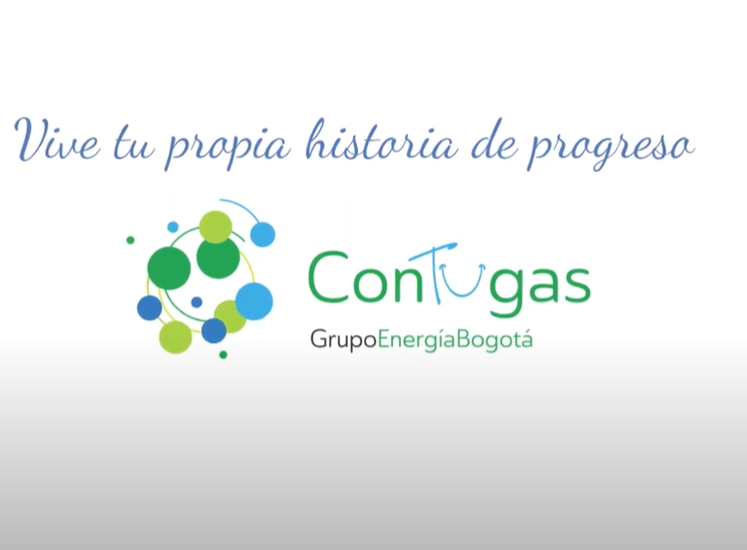 Vive tu propia historia de progreso
ConTUgas
GrupoEnergíaBogotá